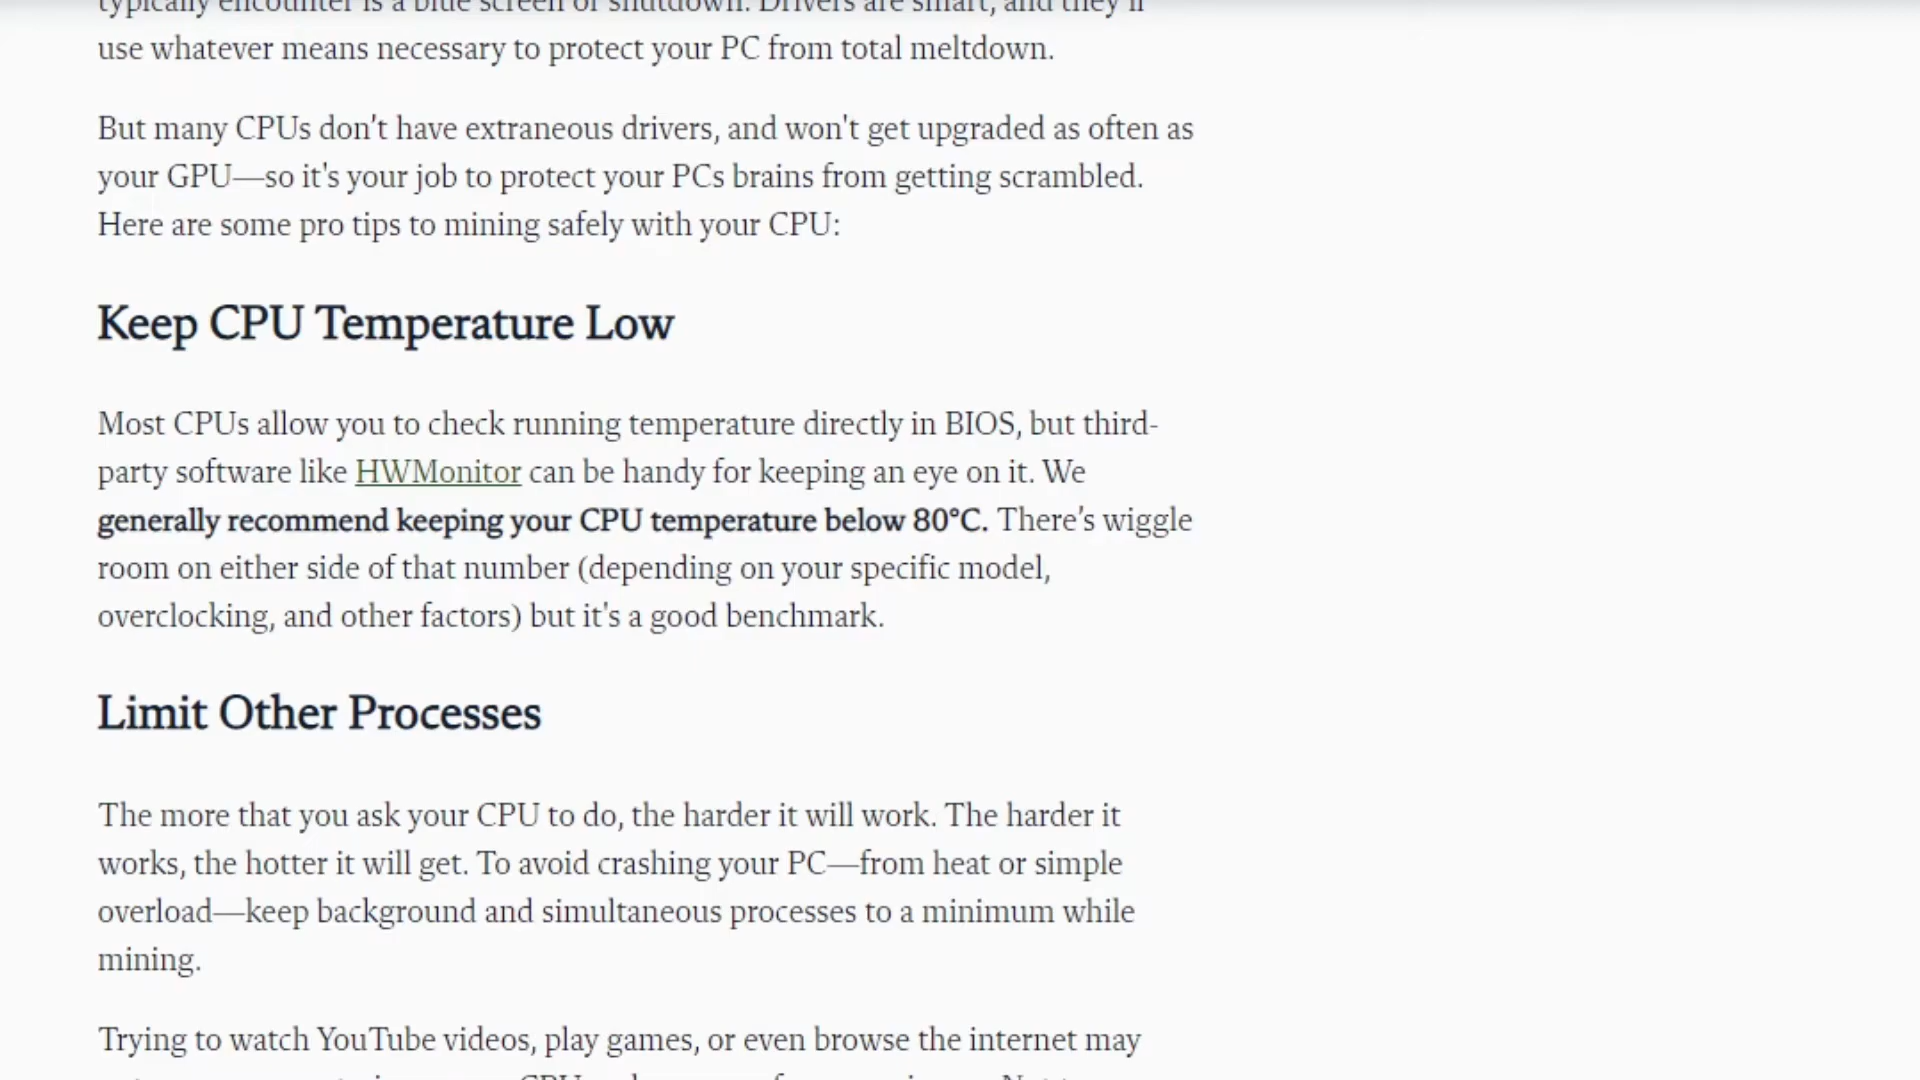 typically encounter is a blue screen or shutdown. Drivers are smart, and they'll
use whatever means necessary to protect your PC from total meltdown.
But many CPUs don't have extraneous drivers, and won't get upgraded as often as
your GPU—so it's your job to protect your PCs brains from getting scrambled.
Here are some pro tips to mining safely with your CPU:
Keep CPU Temperature Low
Most CPUs allow you to check running temperature directly in BIOS, but third-
party software like HWMonitor can be handy for keeping an eye on it. We
generally recommend keeping your CPU temperature below 80°C. There's wiggle
room on either side of that number (depending on your specific model,
overclocking, and other factors) but it's a good benchmark.
Limit Other Processes
The more that you ask your CPU to do, the harder it will work. The harder it
works, the hotter it will get. To avoid crashing your PC—from heat or simple
overload—keep background and simultaneous processes to a minimum while
mining.
Trying to watch YouTube videos, play games, or even browse the internet may
CPU